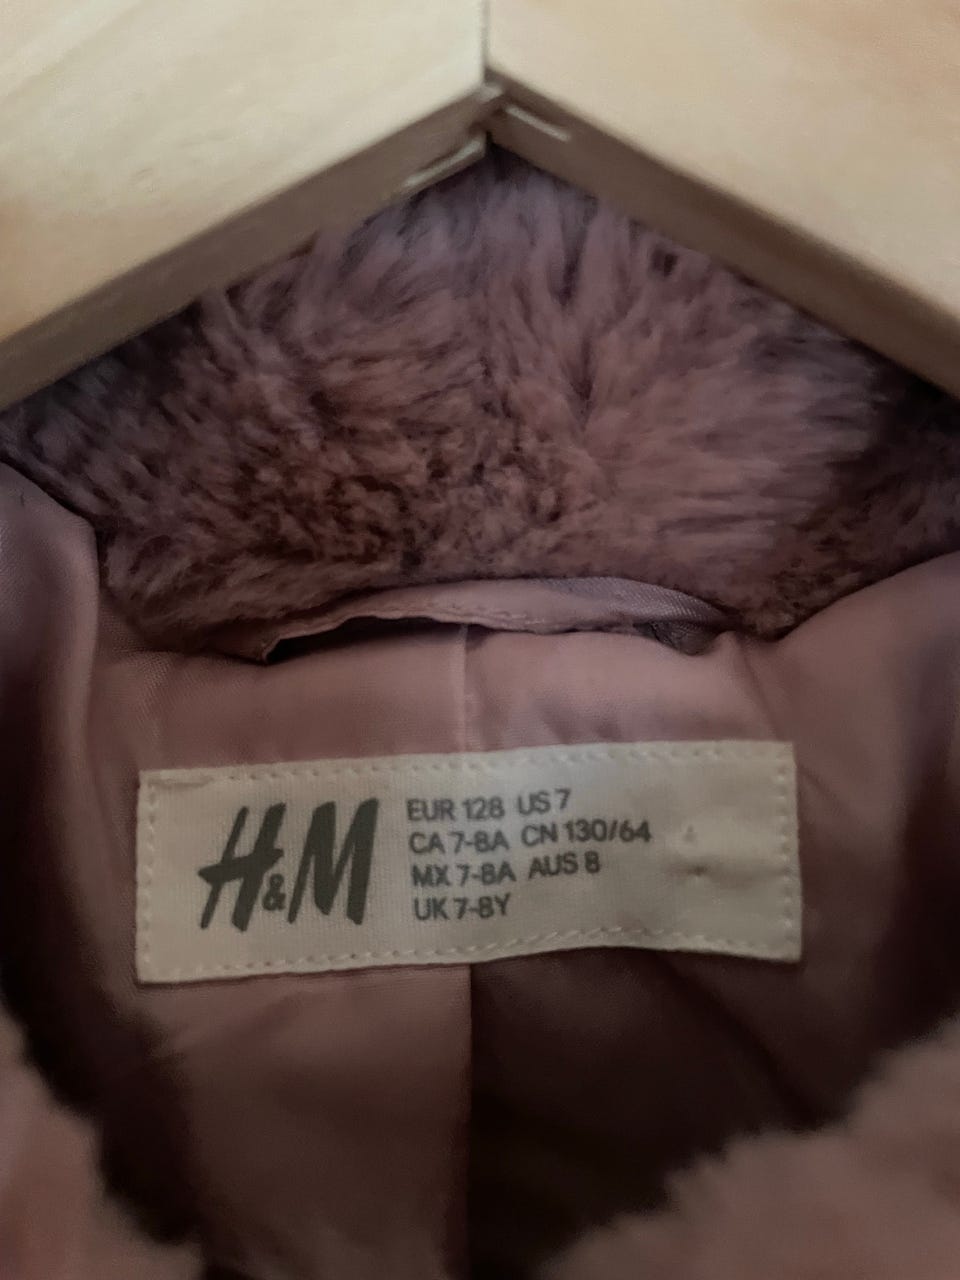 H&M
EUR 128 US 7
CA 7-8A CN 130/64
MX 7-8A AUS 8
UK 7-8Y